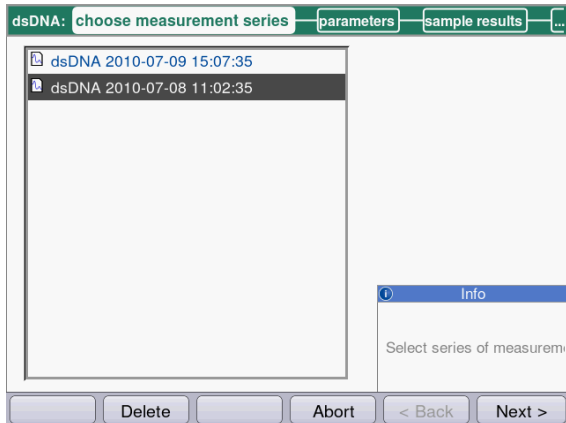 dsDNA: choose measurement series parameters sample results ...
dsDNA 2010-07-09 15:07:35
dsDNA 2010-07-08 11:02:35
Info
Select series of measurem
Delete Abort < Back Next >